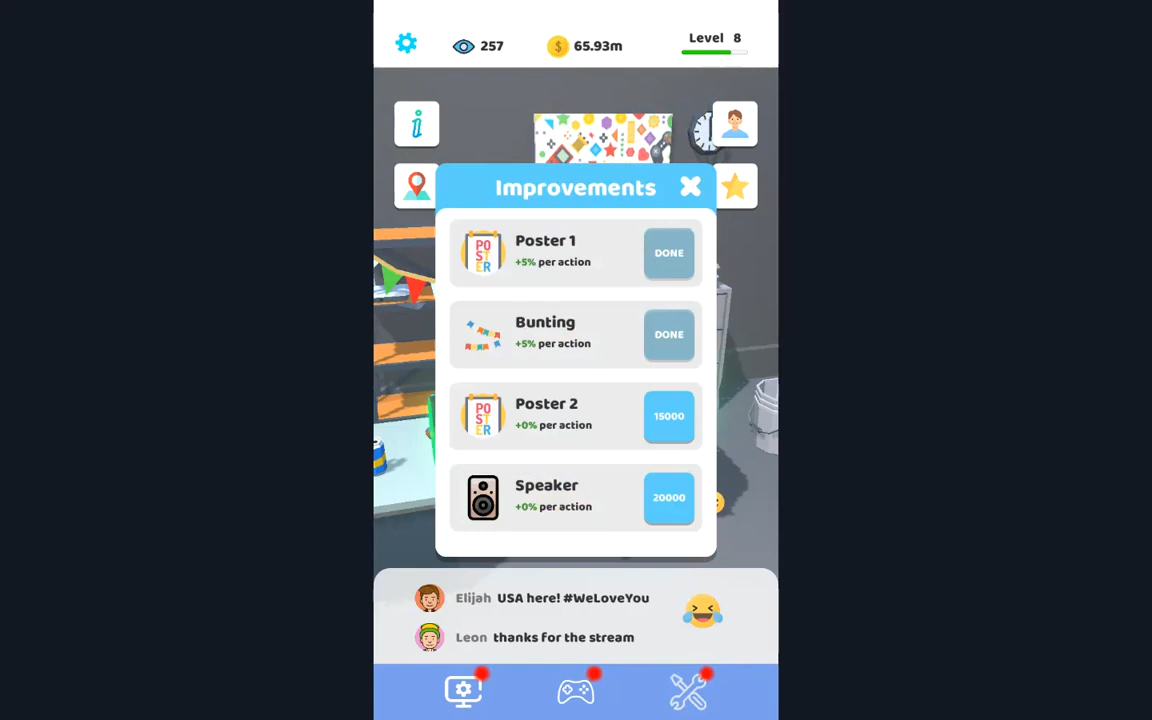 257
65.93m
Level 8
Improvements
Poster 1
+5% per action
DONE
Bunting
+5% per action
DONE
Poster 2
+0% per action
15000
Speaker
+0% per action
20000
Elijah USA here! #WeLoveYou
Leon thanks for the stream